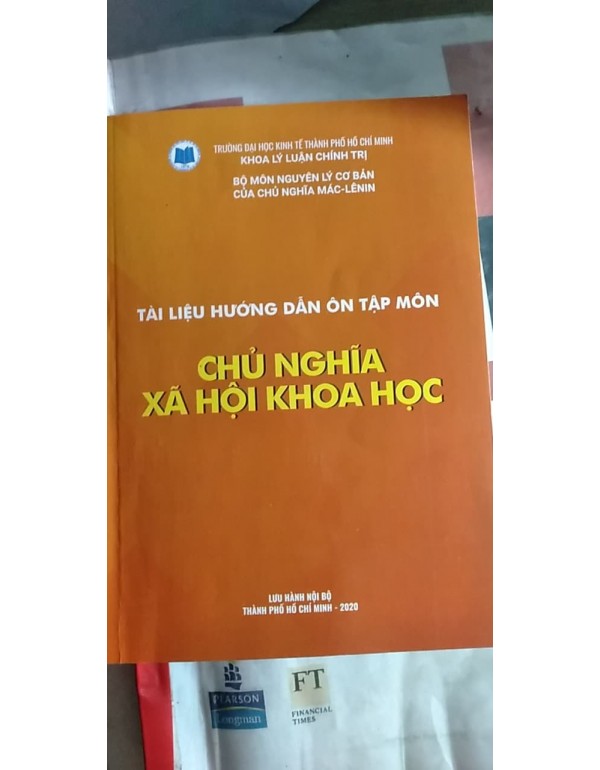 TRƯỜNG ĐẠI HỌC KINH TẾ THÀNH PHỐ HỒ CHÍ MINH
KHOA LÝ LUẬN CHÍNH TRỊ
BỘ MÔN NGUYÊN LÝ CƠ BẢN
CỦA CHỦ NGHĨA MÁC-LÊNIN
TÀI LIỆU HƯỚNG DẪN ÔN TẬP MÔN
CHỦ NGHĨA
XÃ HỘI KHOA HỌC
LƯU HÀNH NỘI BỘ
THÀNH PHỐ HỒ CHÍ MINH - 2020
PEARSON
Longman
FT
FINANCIAL
TIMES